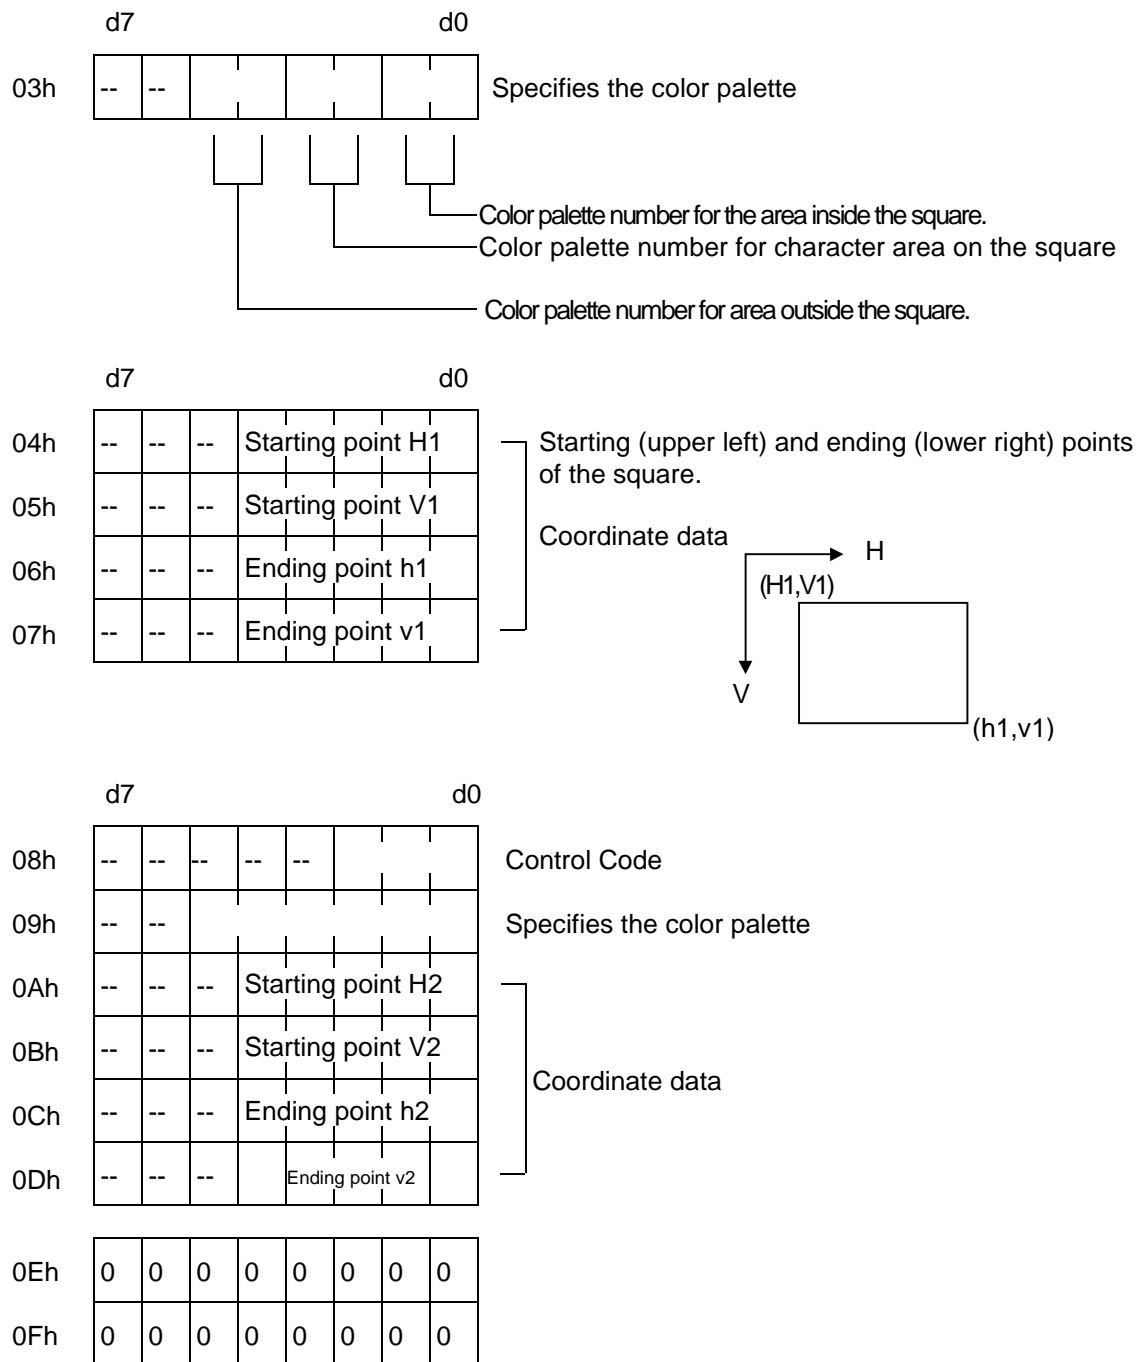 d7 d0
03h -- -- Specifies the color palette
Color palette number for the area inside the square.
Color palette number for character area on the square
Color palette number for area outside the square.
d7 d0
04h -- -- -- Starting point H1 Starting (upper left) and ending (lower right) points
of the square.
05h -- -- -- Starting point V1
Coordinate data
H
06h -- -- -- Ending point h1
(H1,V1)
07h -- -- -- Ending point v1
V
(h1,v1)
d7 d0
08h -- -- -- -- -- Control Code
09h -- -- Specifies the color palette
0Ah -- -- -- Starting point H2
0Bh -- -- -- Starting point V2
Coordinate data
0Ch -- -- -- Ending point h2
0Dh -- -- -- Ending point v2
0Eh 0 0 0 0 0 0 0 0
0Fh 0 0 0 0 0 0 0 0